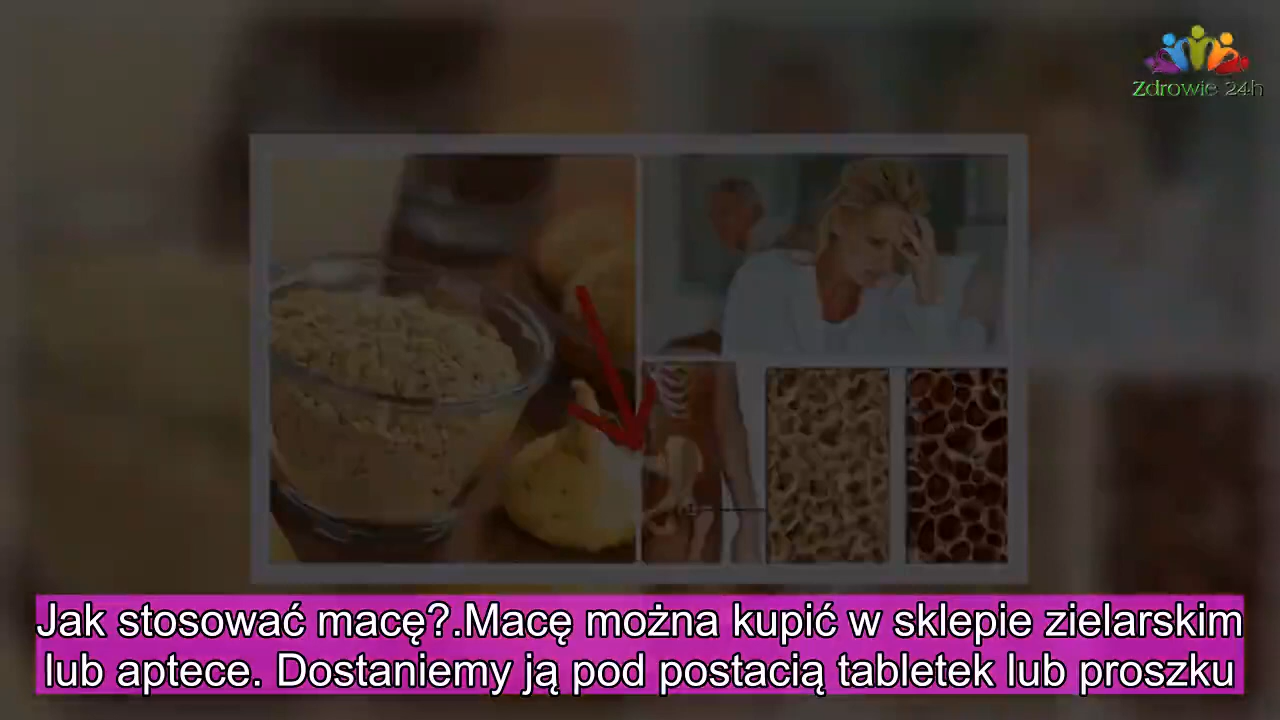 Zdrowie 24h
Jak stosować macę?.Macę można kupić w sklepie zielarskim
lub aptece. Dostaniemy ją pod postacią tabletek lub proszku